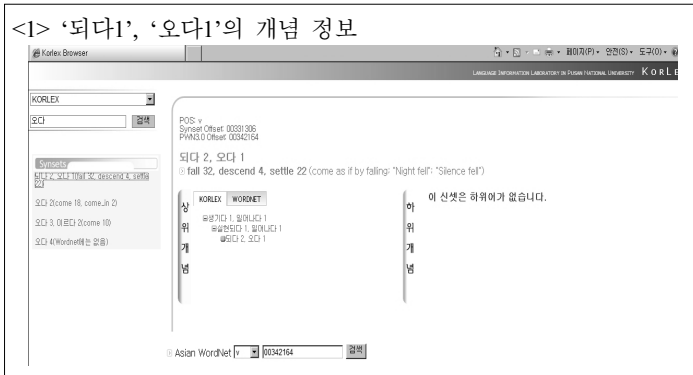 <1> ‘되다1’, ‘오다1’의 개념 정보
Korlex Browser
페이지(P) 안전(S) 도구(O)
LANGUAGE INFORMATION LABORATORY IN PUSAN NATIONAL UNIVERSITY KORLE
KORLEX
오다 검색
POS: v
Synset Offset: 00331306
PWN3.0 Offset: 00342164
되다 2, 오다 1
fall 32, descend 4, settle 22 (come as if by falling: "Night fell"; "Silence fell")
Synsets
되다 2, 오다 1(fall 32, descend 4, settle 22)
오다 2(come 18, come_in 2)
오다 3, 이르다 2(come 10)
오다 4(Wordnet에는 없음)
상위개념
KORLEX WORDNET
생기다 1, 일어나다 1
실현되다 1, 일어나다 1
되다 2, 오다 1
하위개념
이 신셋은 하위어가 없습니다.
Asian WordNet v 00342164 검색